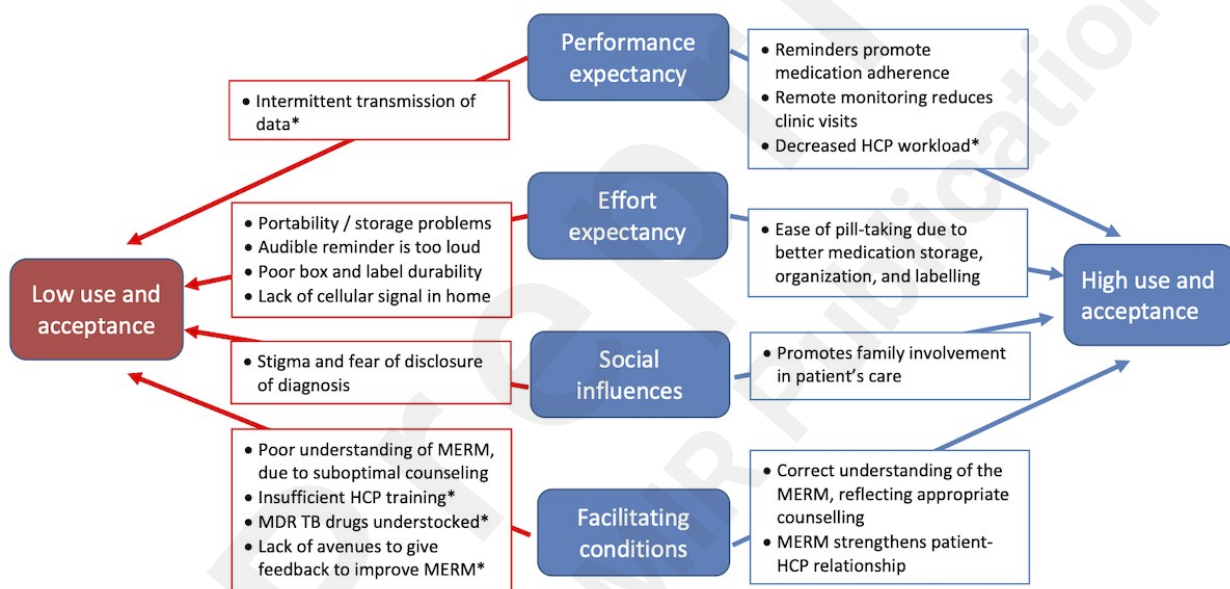 Performance
expectancy
• Reminders promote
medication adherence
• Remote monitoring reduces
clinic visits
• Decreased HCP workload*
• Intermittent transmission of
data*
Effort
expectancy
• Portability / storage problems
• Audible reminder is too loud
• Poor box and label durability
• Lack of cellular signal in home
• Ease of pill-taking due to
better medication storage,
organization, and labelling
Low use and
acceptance
High use and
acceptance
• Stigma and fear of disclosure
of diagnosis
Social
influences
• Promotes family involvement
in patient's care
• Poor understanding of MERM,
due to suboptimal counseling
• Insufficient HCP training*
• MDR TB drugs understocked*
• Lack of avenues to give
feedback to improve MERM*
Facilitating
conditions
• Correct understanding of the
MERM, reflecting appropriate
counselling
• MERM strengthens patient-
HCP relationship
Preprint
JMIR Publications